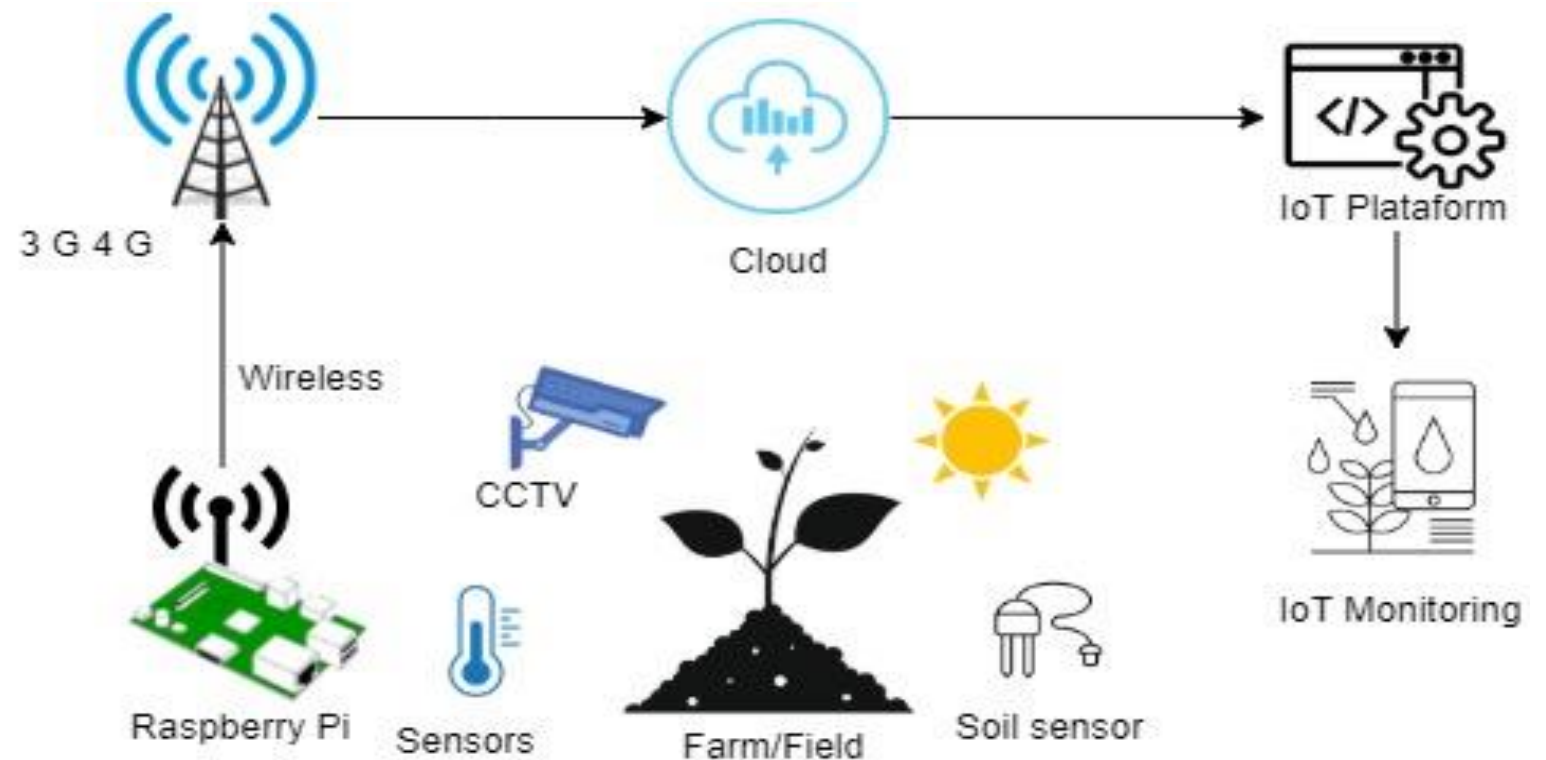 3 G 4 G
Cloud
</>
IoT Plataform
Wireless
CCTV
IoT Monitoring
Raspberry Pi
Sensors
Farm/Field
Soil sensor